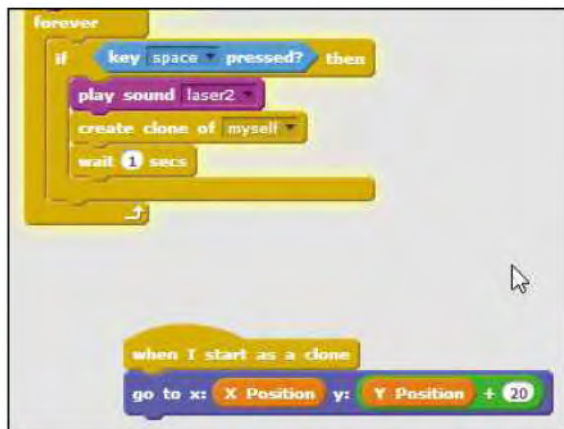 forever
if key space pressed? then
play sound laser2
create clone of myself
wait 1 secs
when I start as a clone
go to x: X Position y: Y Position + 20